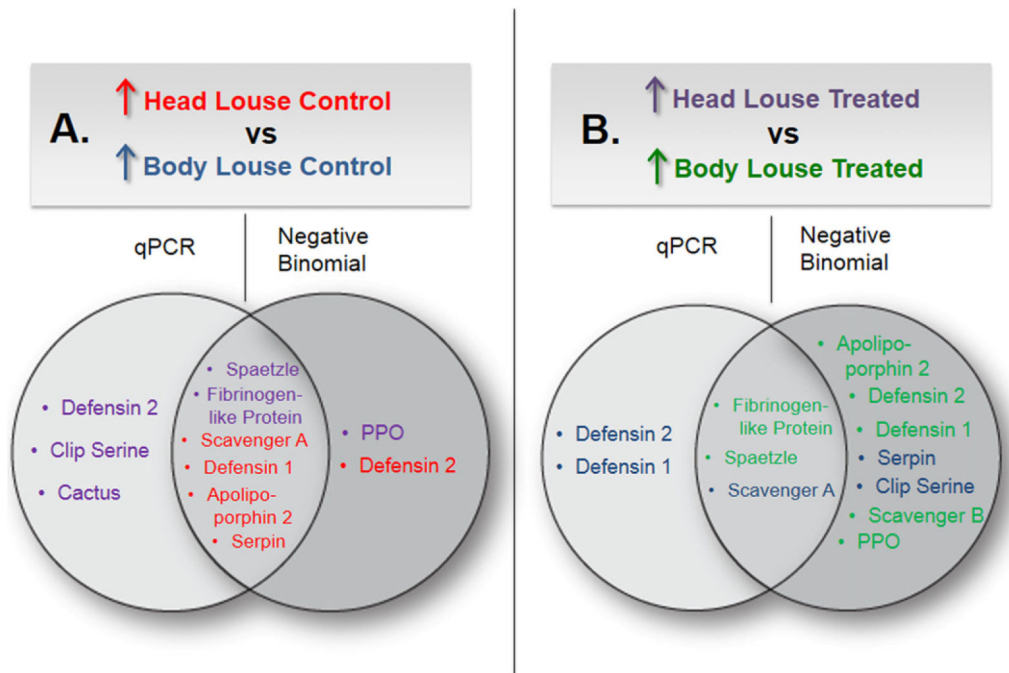 A.
↑ Head Louse Control
vs
↑ Body Louse Control
qPCR
Negative
Binomial
• Defensin 2
• Clip Serine
• Cactus
• Spaetzle
• Fibrinogen-
like Protein
• Scavenger A
• Defensin 1
• Apolipo-
porphin 2
• Serpin
• PPO
• Defensin 2
B.
↑ Head Louse Treated
vs
↑ Body Louse Treated
qPCR
Negative
Binomial
• Defensin 2
• Defensin 1
• Fibrinogen-
like Protein
• Spaetzle
• Scavenger A
• Apolipo-
porphin 2
• Defensin 2
• Defensin 1
• Serpin
• Clip Serine
• Scavenger B
• PPO